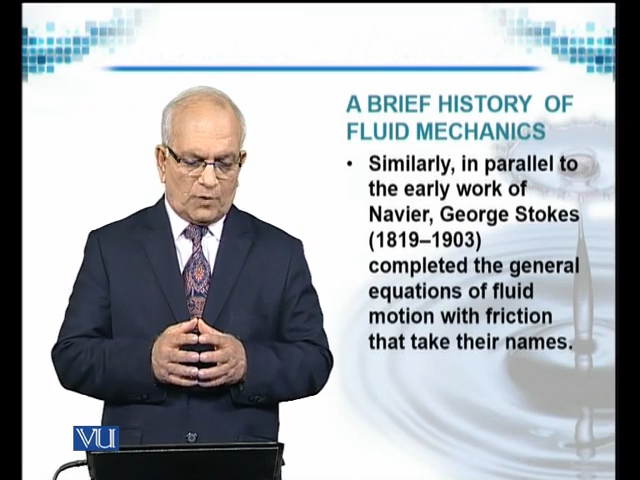 A BRIEF HISTORY OF
FLUID MECHANICS
• Similarly, in parallel to
the early work of
Navier, George Stokes
(1819–1903)
completed the general
equations of fluid
motion with friction
that take their names.
VU